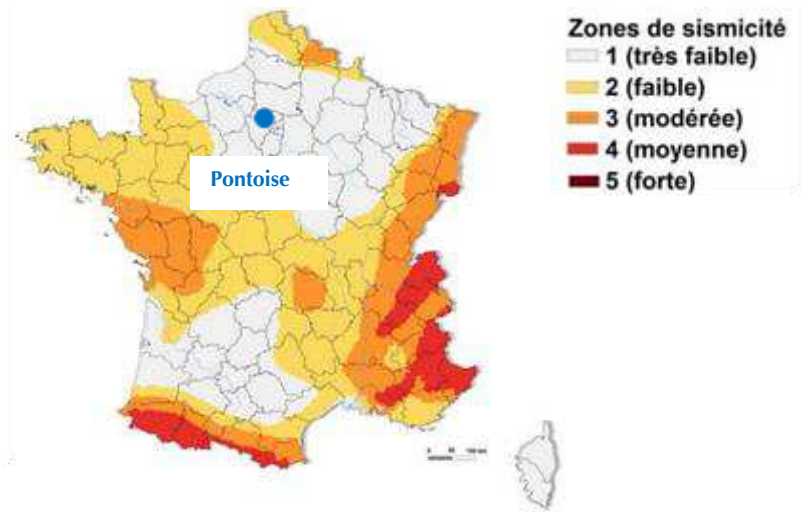 Zones de sismicité
1 (très faible)
2 (faible)
3 (modérée)
4 (moyenne)
5 (forte)
Pontoise